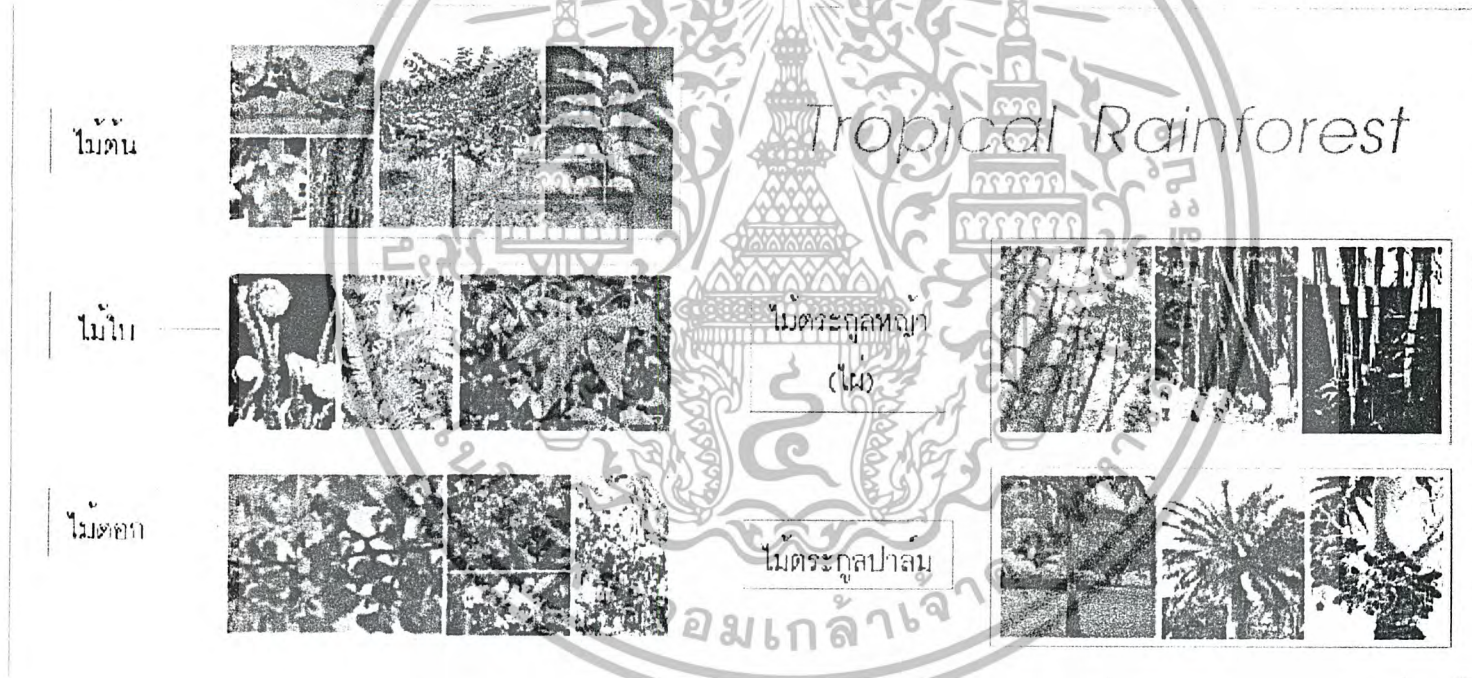 Tropical Rainforest
ไม้ต้น
ไม้ใบ
ไม้ดอก
ไม้ตระกูลหญ้า
(ไผ่)
ไม้ตระกูลปาล์ม